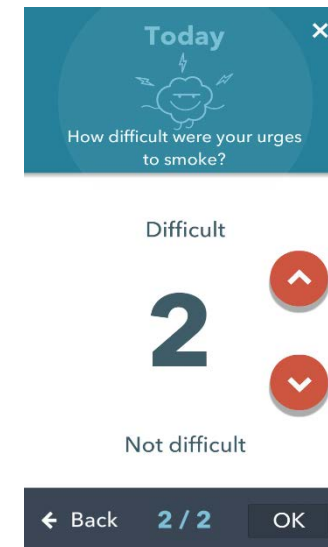 Today
×
How difficult were your urges
to smoke?
Difficult
2
Not difficult
← Back 2 / 2 OK